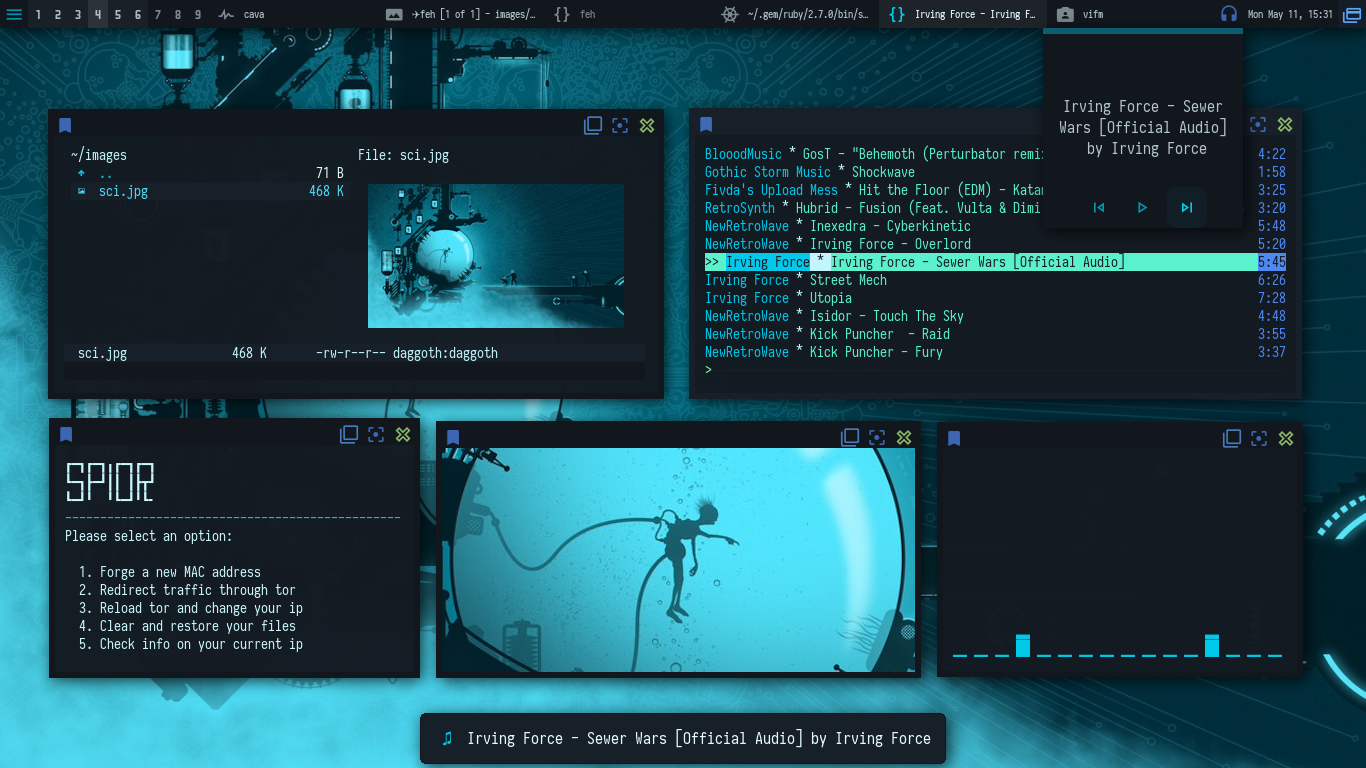 1 2 3 4 5 6 7 8 9 cava ✈feh [1 of 1] - images/… feh ~/.gem/ruby/2.7.0/bin/s… Irving Force - Irving F… vifm Mon May 11, 15:31
Irving Force - Sewer
Wars [Official Audio]
by Irving Force
~/images File: sci.jpg
.. 71 B
sci.jpg 468 K
sci.jpg 468 K -rw-r--r-- daggoth:daggoth
BlooodMusic * GosT - "Behemoth (Perturbator remi 4:22
Gothic Storm Music * Shockwave 1:58
Fivda's Upload Mess * Hit the Floor (EDM) - Katan 3:25
RetroSynth * Hubrid - Fusion (Feat. Vulta & Dimi 3:20
NewRetroWave * Inexedra - Cyberkinetic 5:48
NewRetroWave * Irving Force - Overlord 5:20
>> Irving Force * Irving Force - Sewer Wars [Official Audio] 5:45
Irving Force * Street Mech 6:26
Irving Force * Utopia 7:28
NewRetroWave * Isidor - Touch The Sky 4:48
NewRetroWave * Kick Puncher  - Raid 3:55
NewRetroWave * Kick Puncher - Fury 3:37
>
SPIOR
------------------------------------------------
Please select an option:
1. Forge a new MAC address
2. Redirect traffic through tor
3. Reload tor and change your ip
4. Clear and restore your files
5. Check info on your current ip
Irving Force - Sewer Wars [Official Audio] by Irving Force